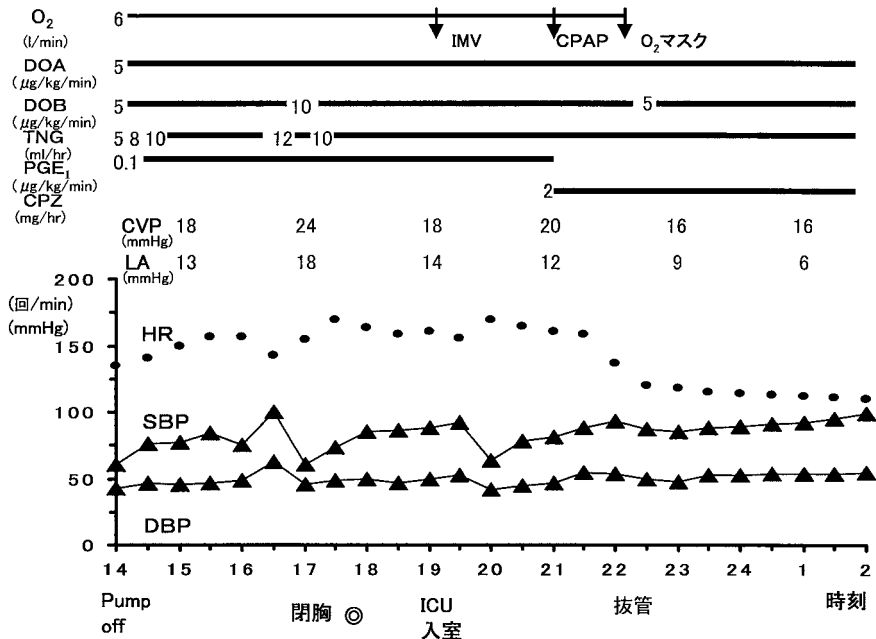 O₂ 6
(l/min) IMV CPAP O₂マスク
DOA 5
(μg/kg/min)
DOB 5 10 5
(μg/kg/min)
TNG 5 8 10 12 10
(ml/hr)
0.1
PGE₁
(μg/kg/min)
CPZ 2
(mg/hr)
CVP 18 24 18 20 16 16
(mmHg)
LA 13 18 14 12 9 6
(mmHg)
200
(回/min)
(mmHg)
HR
150
100
SBP
50
DBP
0
14 15 16 17 18 19 20 21 22 23 24 1 2
Pump off 閉胸 ◎ ICU 入室 抜管 時刻